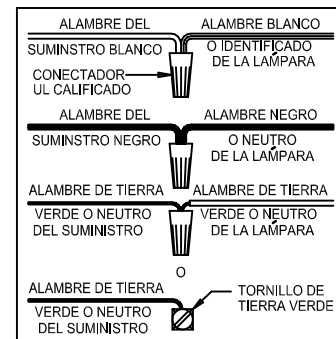 ALAMBRE DEL ALAMBRE BLANCO
SUMINSTRO BLANCO O IDENTIFICADO
DE LA LAMPARA
CONECTADOR
UL CALIFICADO
ALAMBRE DEL ALAMBRE NEGRO
SUMINSTRO NEGRO O NEUTRO
DE LA LAMPARA
ALAMBRE DE TIERRA ALAMBRE DE TIERRA
VERDE O NEUTRO VERDE O NEUTRO
DEL SUMINISTRO DE LA LAMPARA
O
ALAMBRE DE TIERRA TORNILLO DE
TIERRA VERDE
VERDE O NEUTRO
DEL SUMINISTRO